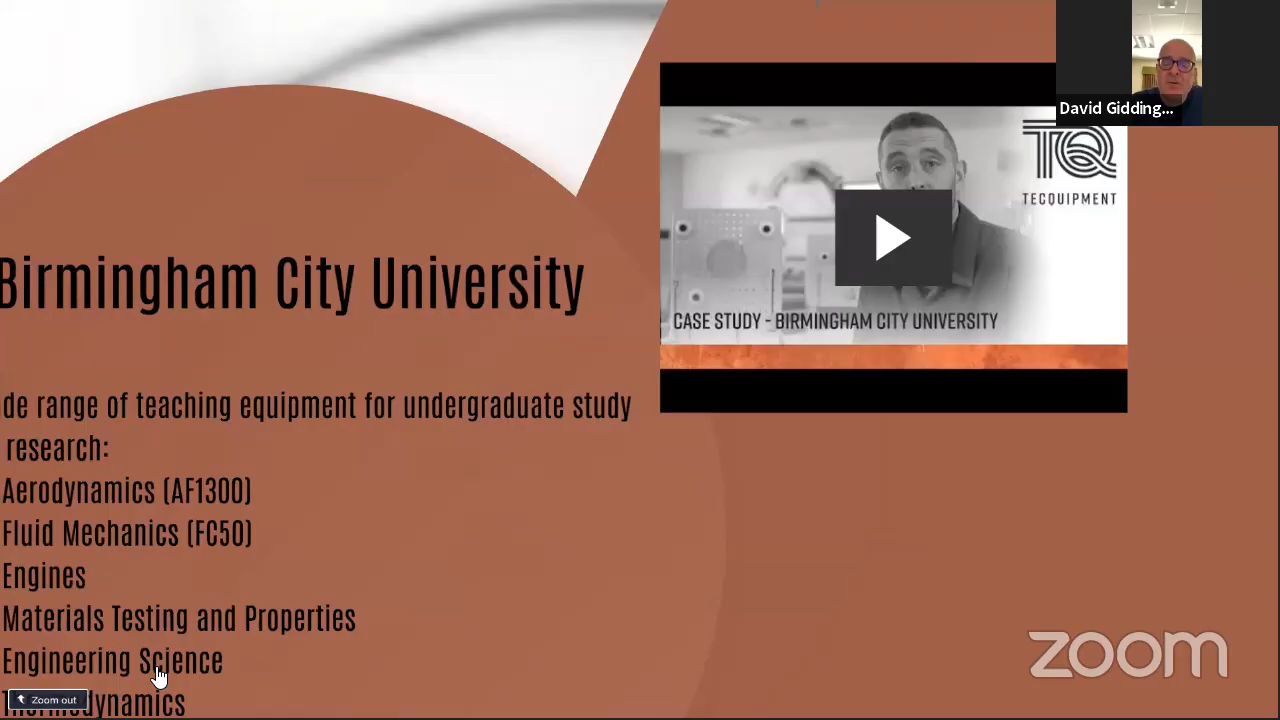 David Gidding...
TQ
TECQUIPMENT
CASE STUDY - BIRMINGHAM CITY UNIVERSITY
Birmingham City University
de range of teaching equipment for undergraduate study
research:
Aerodynamics (AF1300)
Fluid Mechanics (FC50)
Engines
Materials Testing and Properties
Engineering Science
Zoom out
zoom